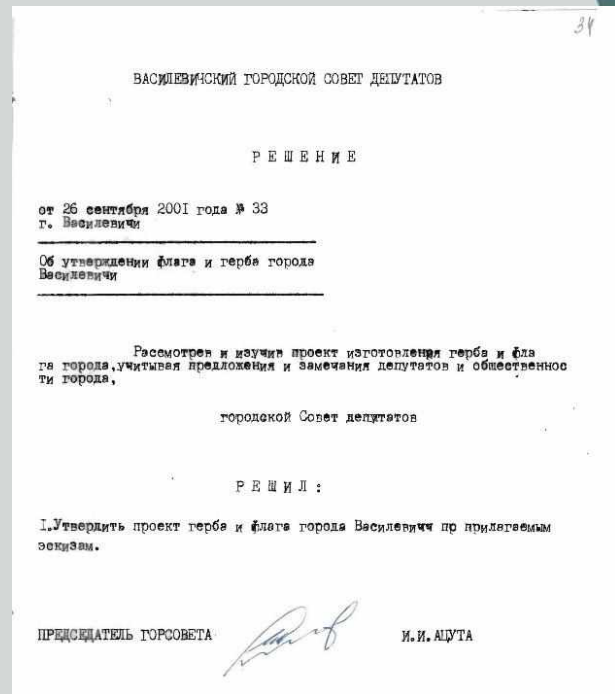 34
ВАСИЛЕВИЧСКИЙ ГОРОДСКОЙ СОВЕТ ДЕПУТАТОВ
Р Е Ш Е Н И Е
от 26 сентября 2001 года № 33
г. Василевичи
Об утверждении флага и герба города
Василевичи
Рассмотрев и изучив проект изготовления герба и фла
га города,учитывая предложения и замечания депутатов и общественнос
ти города,
городской Совет депутатов
Р Е Ш И Л :
I.Утвердить проект герба и флага города Василевичи по прилагаемым
эскизам.
ПРЕДСЕДАТЕЛЬ ГОРСОВЕТА И.И.АЦУТА